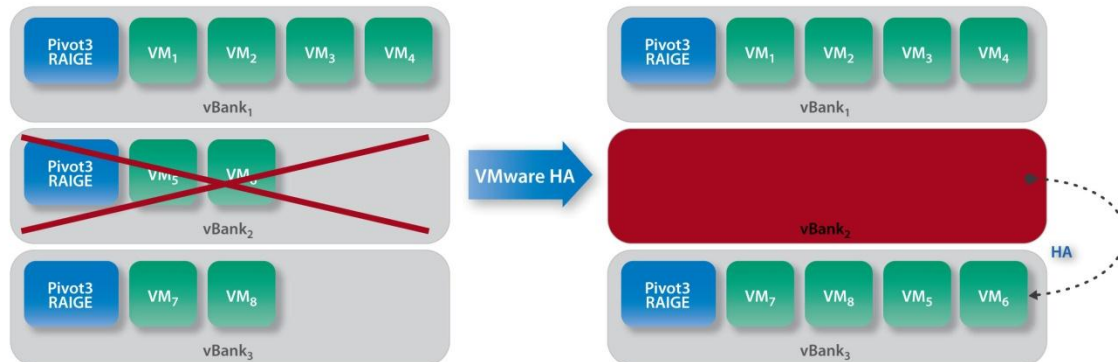 Pivot3
RAIGE
VM₁
VM₂
VM₃
VM₄
vBank₁
Pivot3
RAIGE
VM₅
VM₆
vBank₂
Pivot3
RAIGE
VM₇
VM₈
vBank₃
VMware HA
Pivot3
RAIGE
VM₁
VM₂
VM₃
VM₄
vBank₁
vBank₂
HA
Pivot3
RAIGE
VM₇
VM₈
VM₅
VM₆
vBank₃